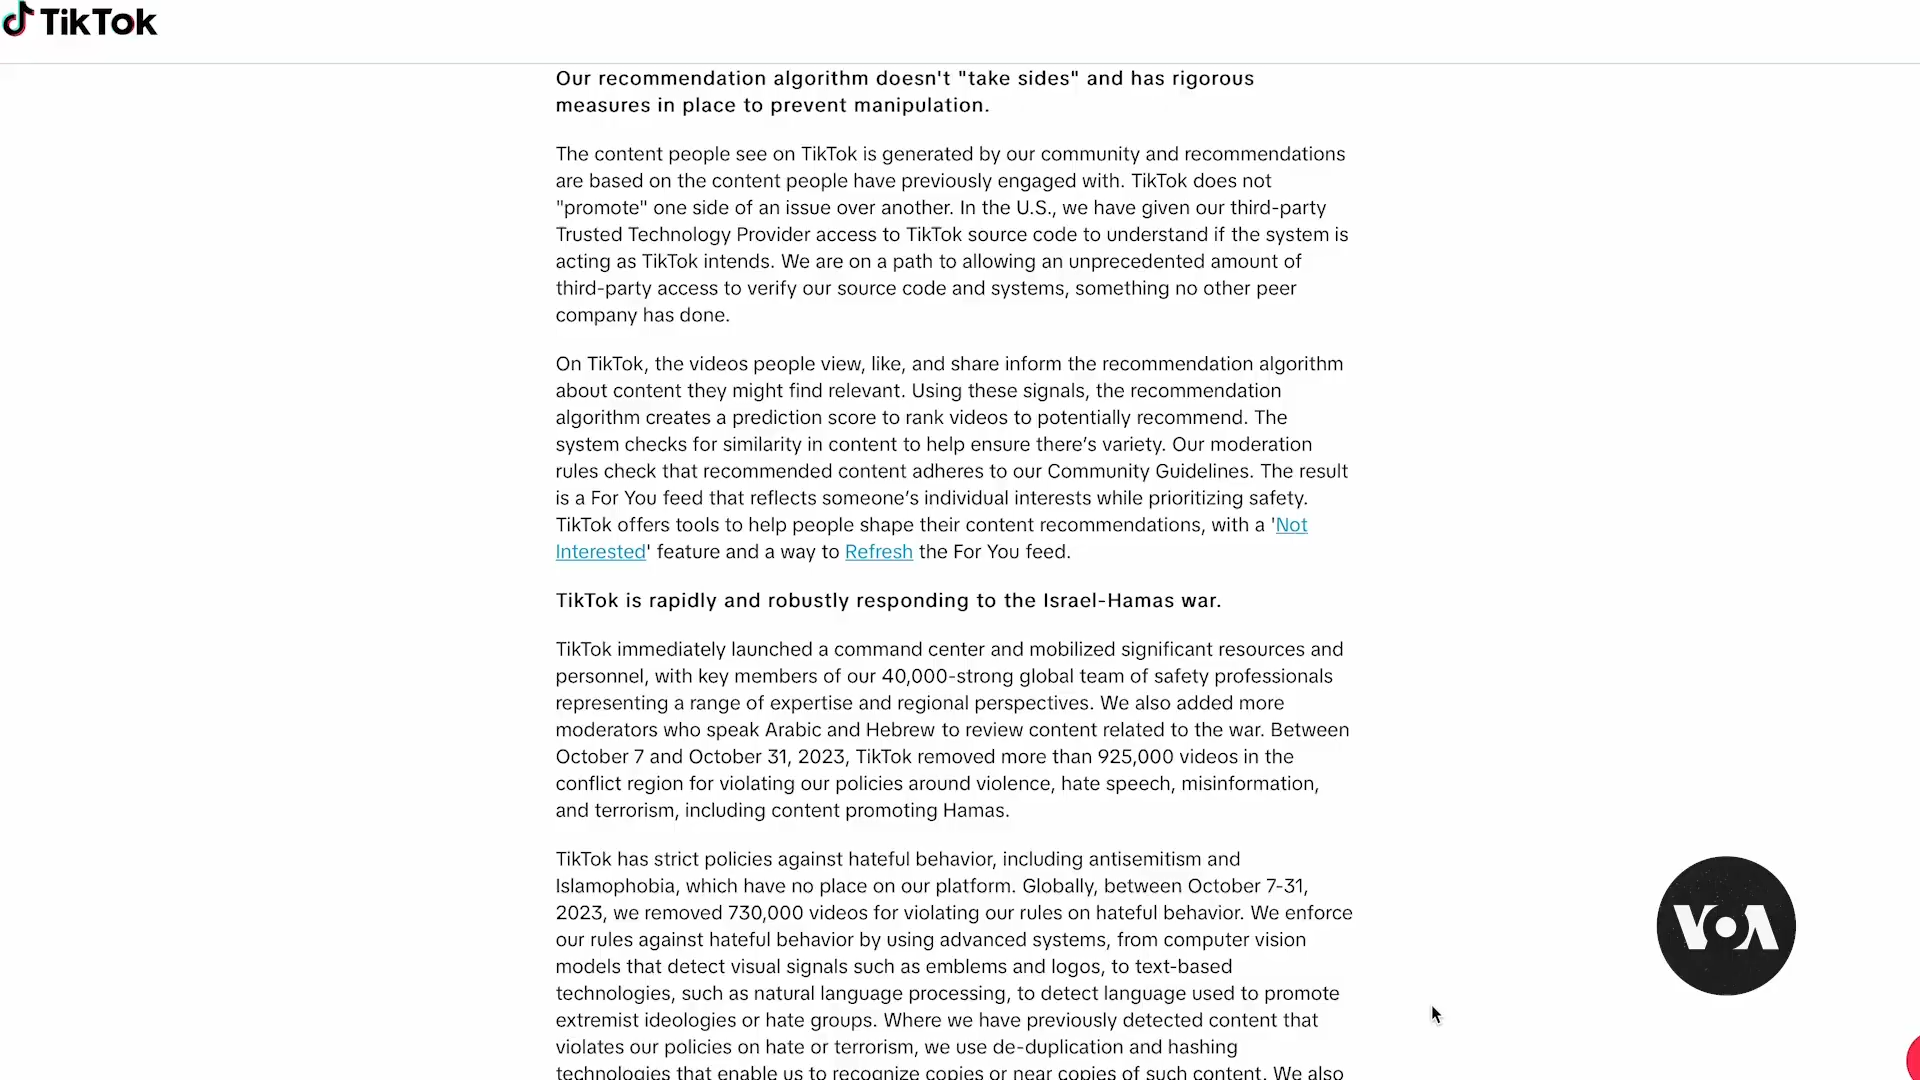 TikTok
Our recommendation algorithm doesn't "take sides" and has rigorous
measures in place to prevent manipulation.
The content people see on TikTok is generated by our community and recommendations
are based on the content people have previously engaged with. TikTok does not
"promote" one side of an issue over another. In the U.S., we have given our third-party
Trusted Technology Provider access to TikTok source code to understand if the system is
acting as TikTok intends. We are on a path to allowing an unprecedented amount of
third-party access to verify our source code and systems, something no other peer
company has done.
On TikTok, the videos people view, like, and share inform the recommendation algorithm
about content they might find relevant. Using these signals, the recommendation
algorithm creates a prediction score to rank videos to potentially recommend. The
system checks for similarity in content to help ensure there’s variety. Our moderation
rules check that recommended content adheres to our Community Guidelines. The result
is a For You feed that reflects someone’s individual interests while prioritizing safety.
TikTok offers tools to help people shape their content recommendations, with a 'Not
Interested' feature and a way to Refresh the For You feed.
TikTok is rapidly and robustly responding to the Israel-Hamas war.
TikTok immediately launched a command center and mobilized significant resources and
personnel, with key members of our 40,000-strong global team of safety professionals
representing a range of expertise and regional perspectives. We also added more
moderators who speak Arabic and Hebrew to review content related to the war. Between
October 7 and October 31, 2023, TikTok removed more than 925,000 videos in the
conflict region for violating our policies around violence, hate speech, misinformation,
and terrorism, including content promoting Hamas.
TikTok has strict policies against hateful behavior, including antisemitism and
Islamophobia, which have no place on our platform. Globally, between October 7-31,
2023, we removed 730,000 videos for violating our rules on hateful behavior. We enforce
our rules against hateful behavior by using advanced systems, from computer vision
models that detect visual signals such as emblems and logos, to text-based
technologies, such as natural language processing, to detect language used to promote
extremist ideologies or hate groups. Where we have previously detected content that
violates our policies on hate or terrorism, we use de-duplication and hashing
technologies that enable us to recognize copies or near copies of such content. We also
VOA